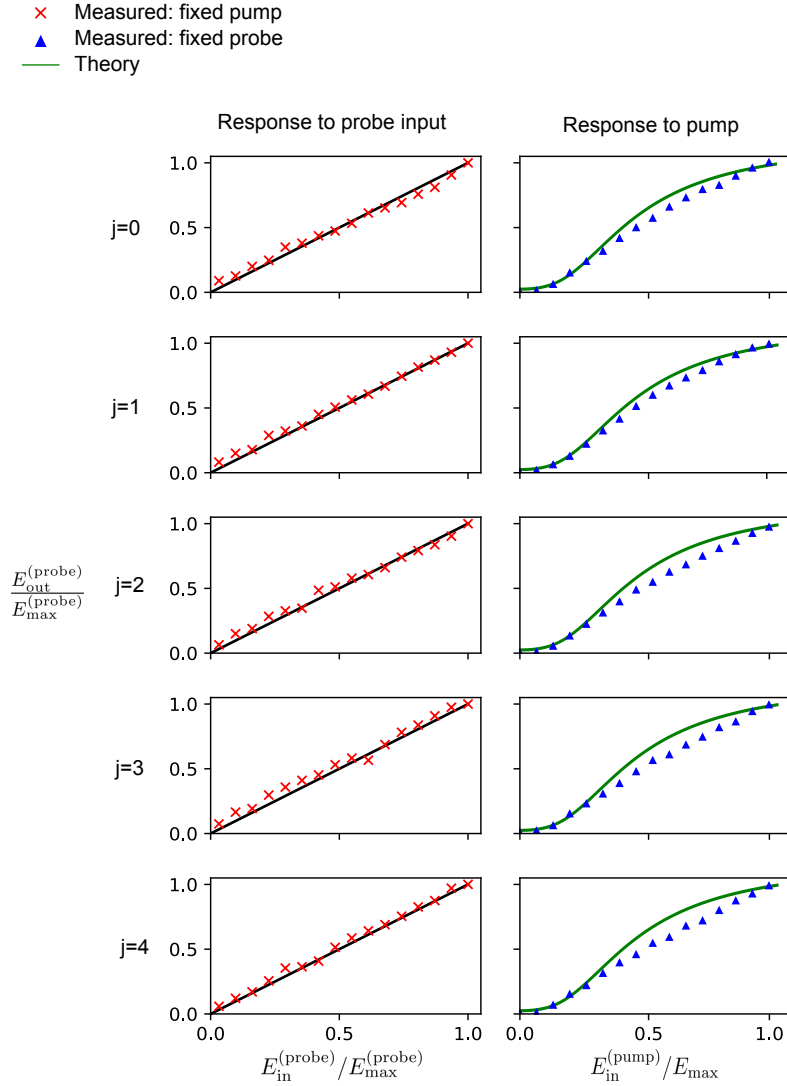 Measured: fixed pump
Measured: fixed probe
Theory
Response to probe input
Response to pump
1.0
j=0
0.5
0.0
1.0
j=1
0.5
0.0
1.0
j=2
0.5
0.0
E_out^(probe) / E_max^(probe)
1.0
j=3
0.5
0.0
1.0
j=4
0.5
0.0
0.0 0.5 1.0
0.5 1.0
E_in^(probe)/E_max^(probe)
E_in^(pump)/E_max